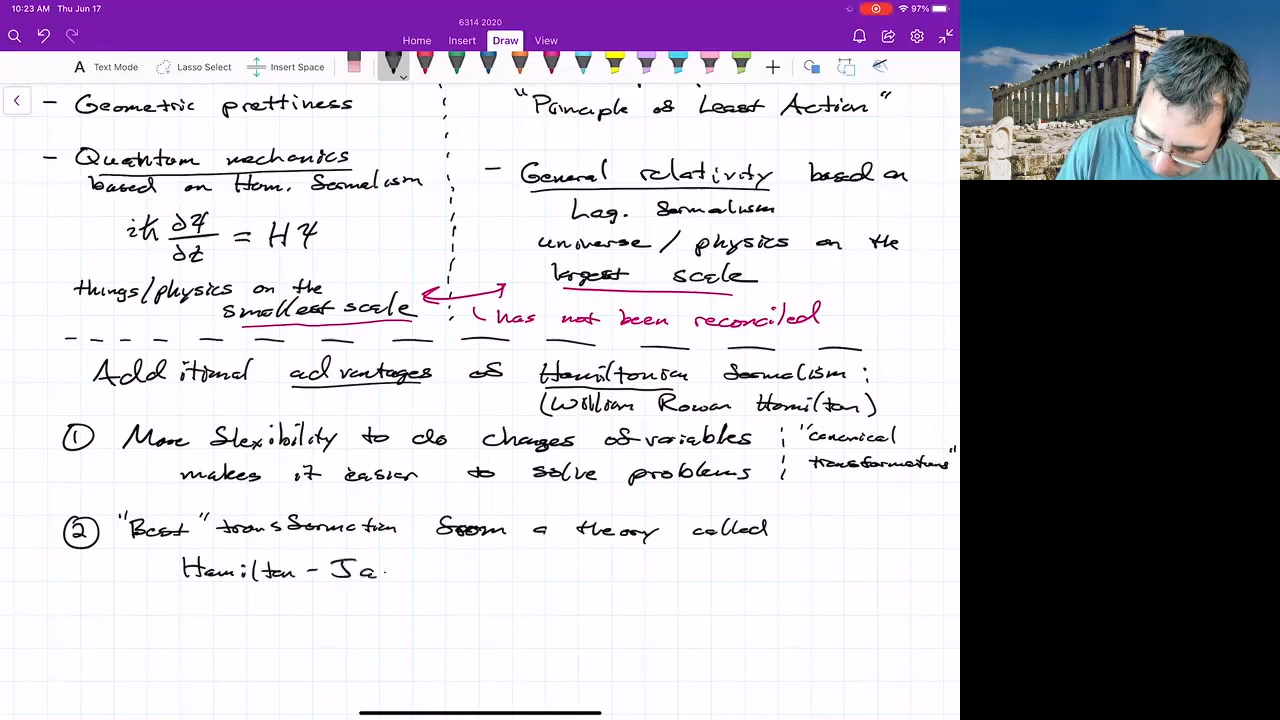 10:23 AM Thu Jun 17
97%
6314 2020
Home Insert Draw View
Text Mode Lasso Select Insert Space
- Geometric prettiness
"Principle of Least Action"
- Quantum mechanics
based on Ham. formalism
iħ ∂Ψ/∂t = HΨ
things/physics on the
smallest scale
- General relativity based on
Lag. formalism
universe / physics on the
largest scale
has not been reconciled
Additional advantages of Hamiltonian formalism:
(William Rowan Hamilton)
① More flexibility to do changes of variables
makes it easier to solve problems
"canonical
transformations"
② "Best" transformation from a theory called
Hamilton - Ja